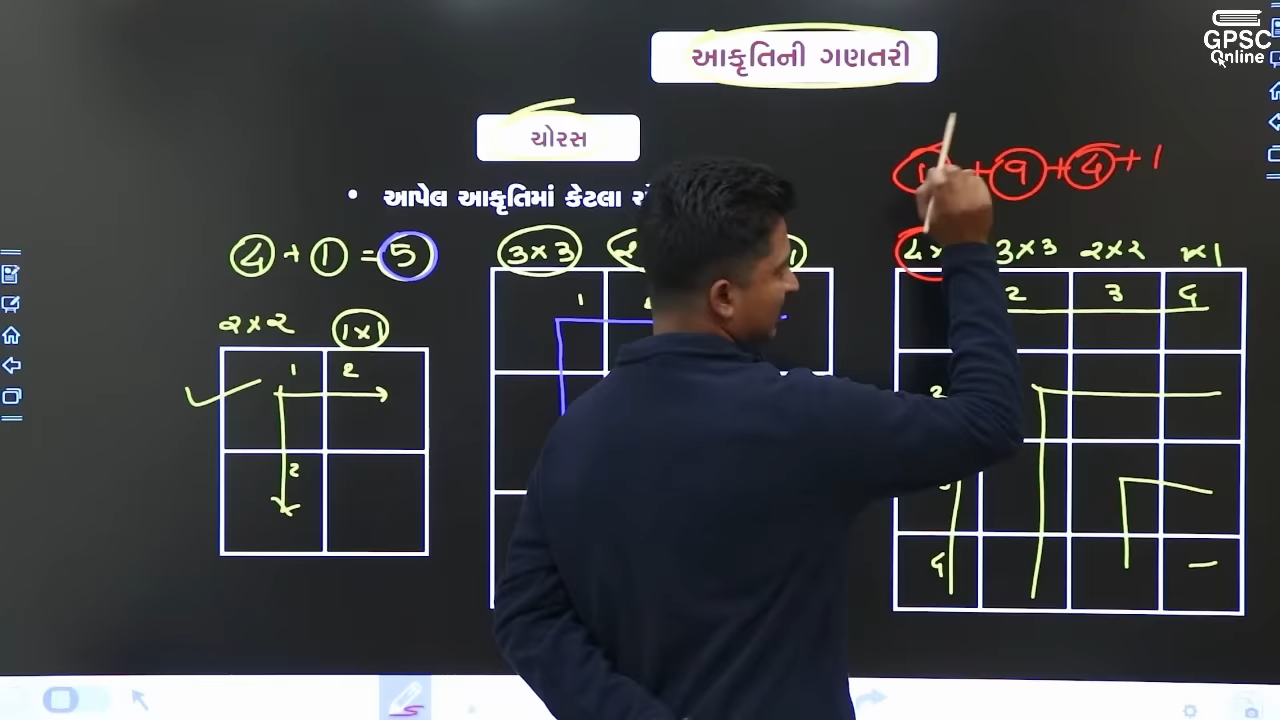 GPSC
Online
આકૃતિની ગણતરી
ચોરસ
• આપેલ આકૃતિમાં કેટલા
+ 9 + 4 + 1
4 + 1 = 5
3 × 3
3 × 3 2 × 2 × 1
2 × 2 1 × 1
1 2
2
1
2 3 4
2
4